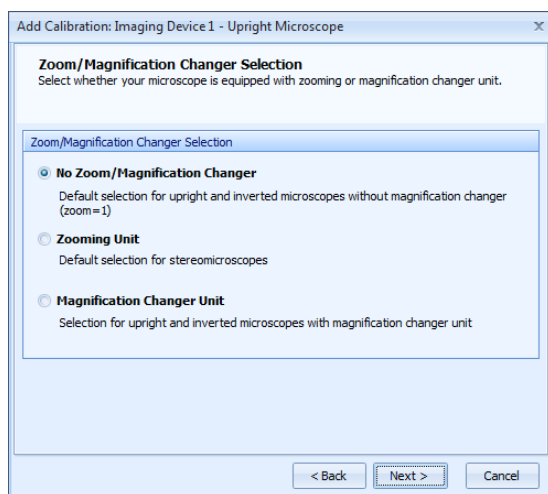 Add Calibration: Imaging Device 1 - Upright Microscope
X
Zoom/Magnification Changer Selection
Select whether your microscope is equipped with zooming or magnification changer unit.
Zoom/Magnification Changer Selection
No Zoom/Magnification Changer
Default selection for upright and inverted microscopes without magnification changer
(zoom=1)
Zooming Unit
Default selection for stereomicroscopes
Magnification Changer Unit
Selection for upright and inverted microscopes with magnification changer unit
< Back Next > Cancel